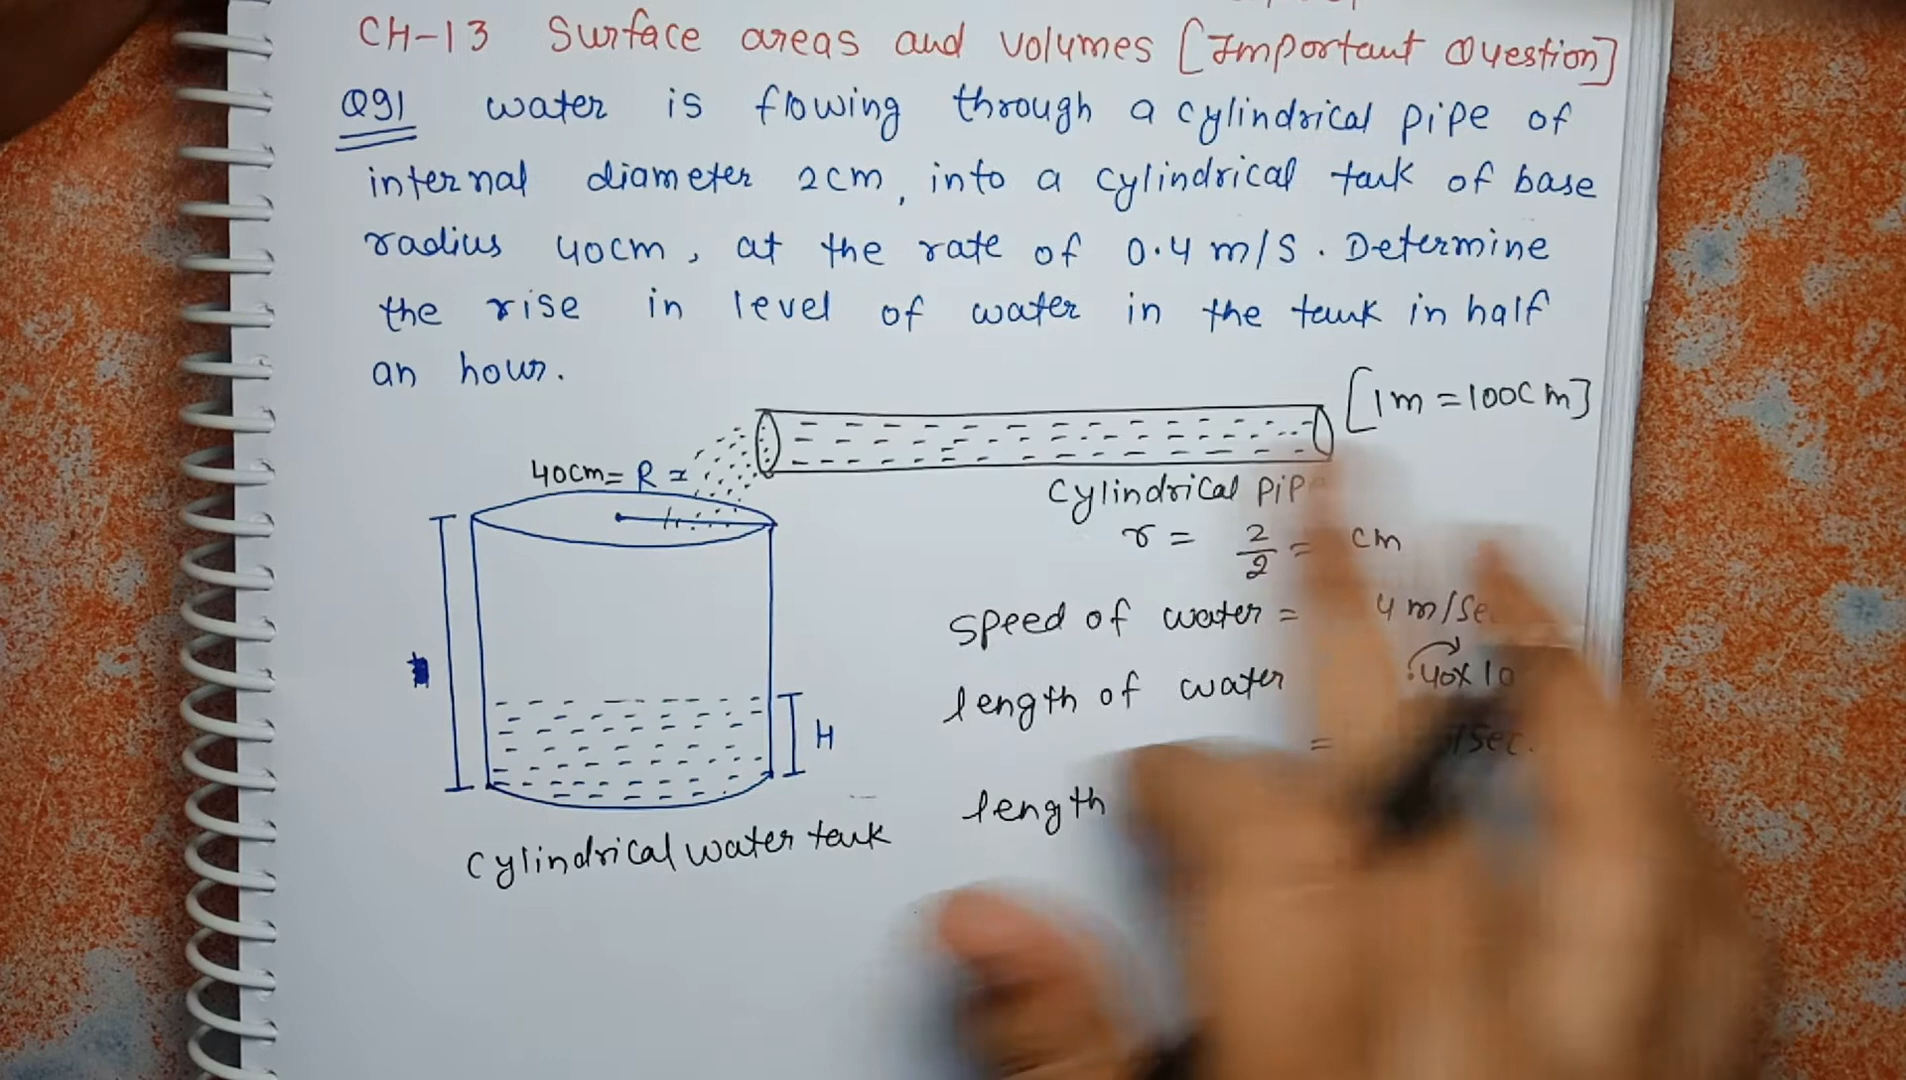 CH-13 Surface areas and volumes [Important Question]
Q91 water is flowing through a cylindrical pipe of
internal diameter 2cm, into a cylindrical tank of base
radius 40cm, at the rate of 0.4 m/s. Determine
the rise in level of water in the tank in half
an hour.
[1m = 100cm]
40cm = R =
cylindrical pip
r = 2/2 = cm
speed of water = 4 m/Se
length of water .40x10
= /sec.
H
length
cylindrical water tank